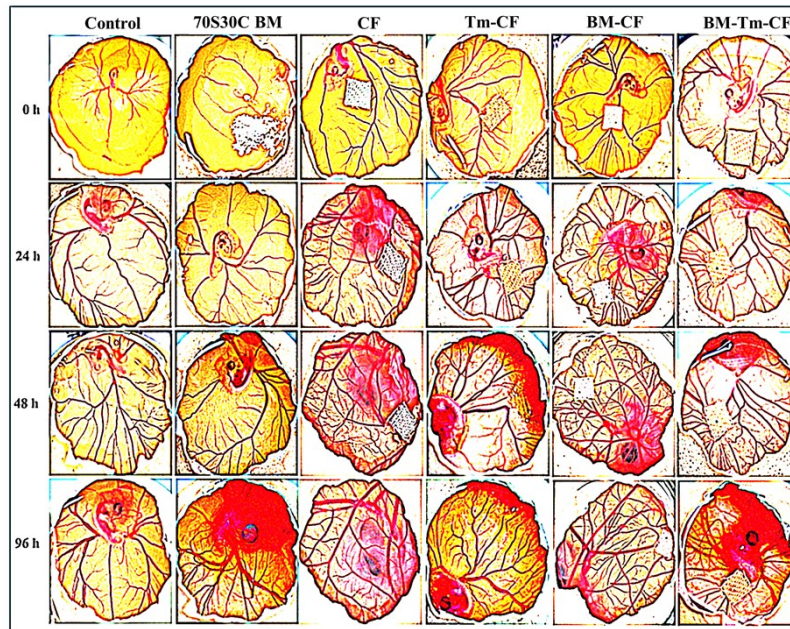 Control 70S30C BM CF Tm-CF BM-CF BM-Tm-CF
0 h
24 h
48 h
96 h